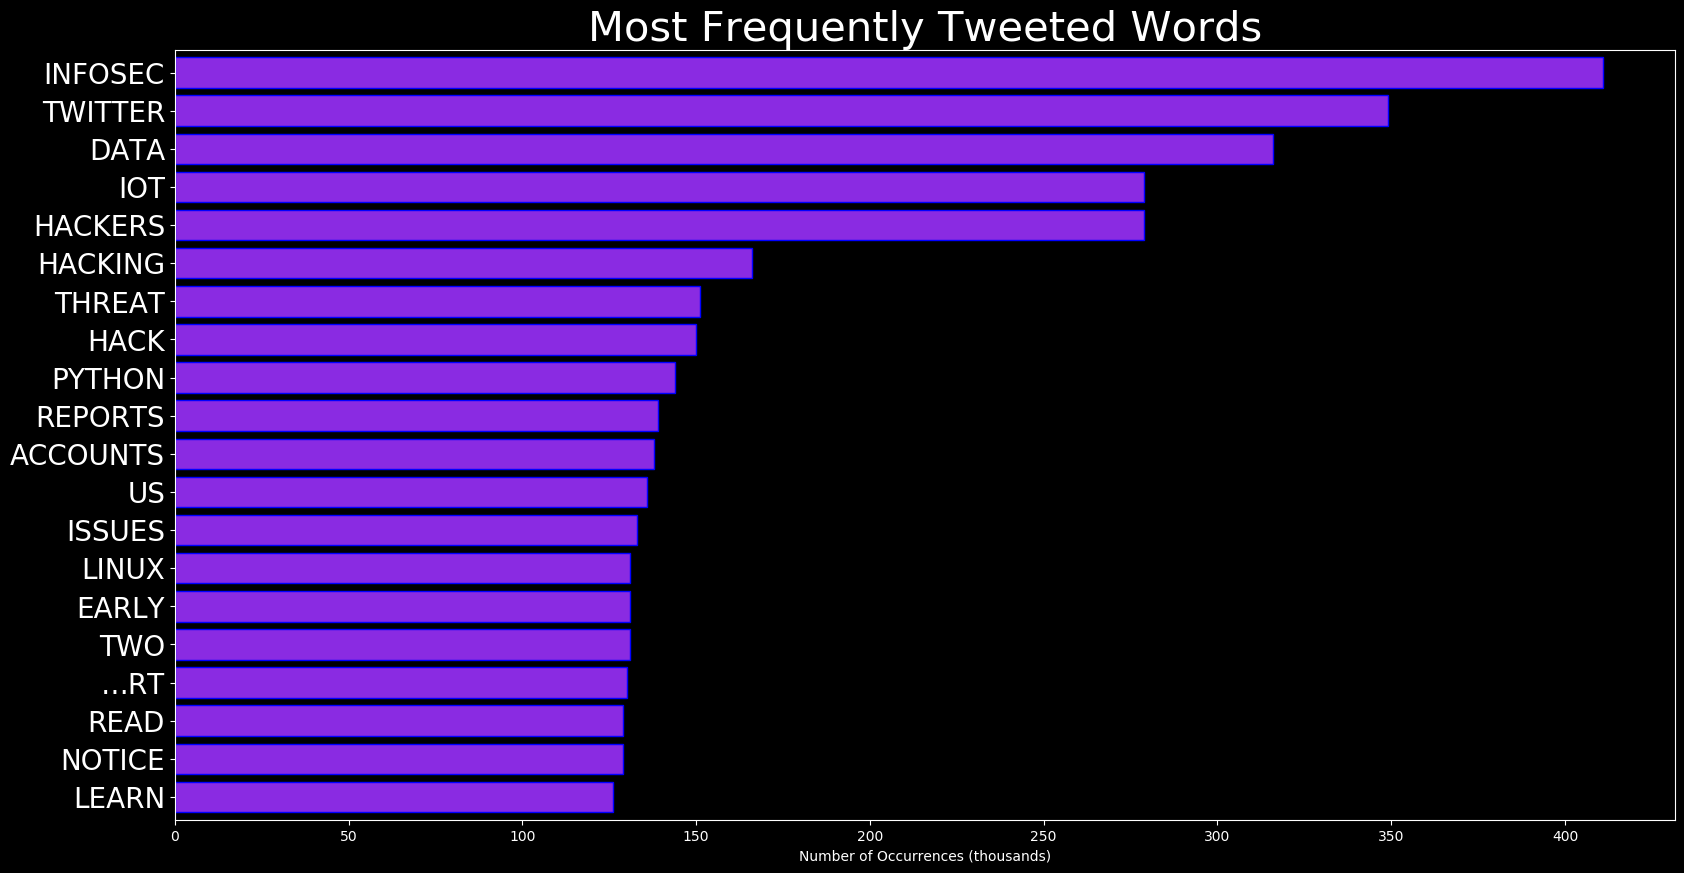 Most Frequently Tweeted Words
INFOSEC
TWITTER
DATA
IOT
HACKERS
HACKING
THREAT
HACK
PYTHON
REPORTS
ACCOUNTS
US
ISSUES
LINUX
EARLY
TWO
…RT
READ
NOTICE
LEARN
0 50 100 150 200 250 300 350 400
Number of Occurrences (thousands)